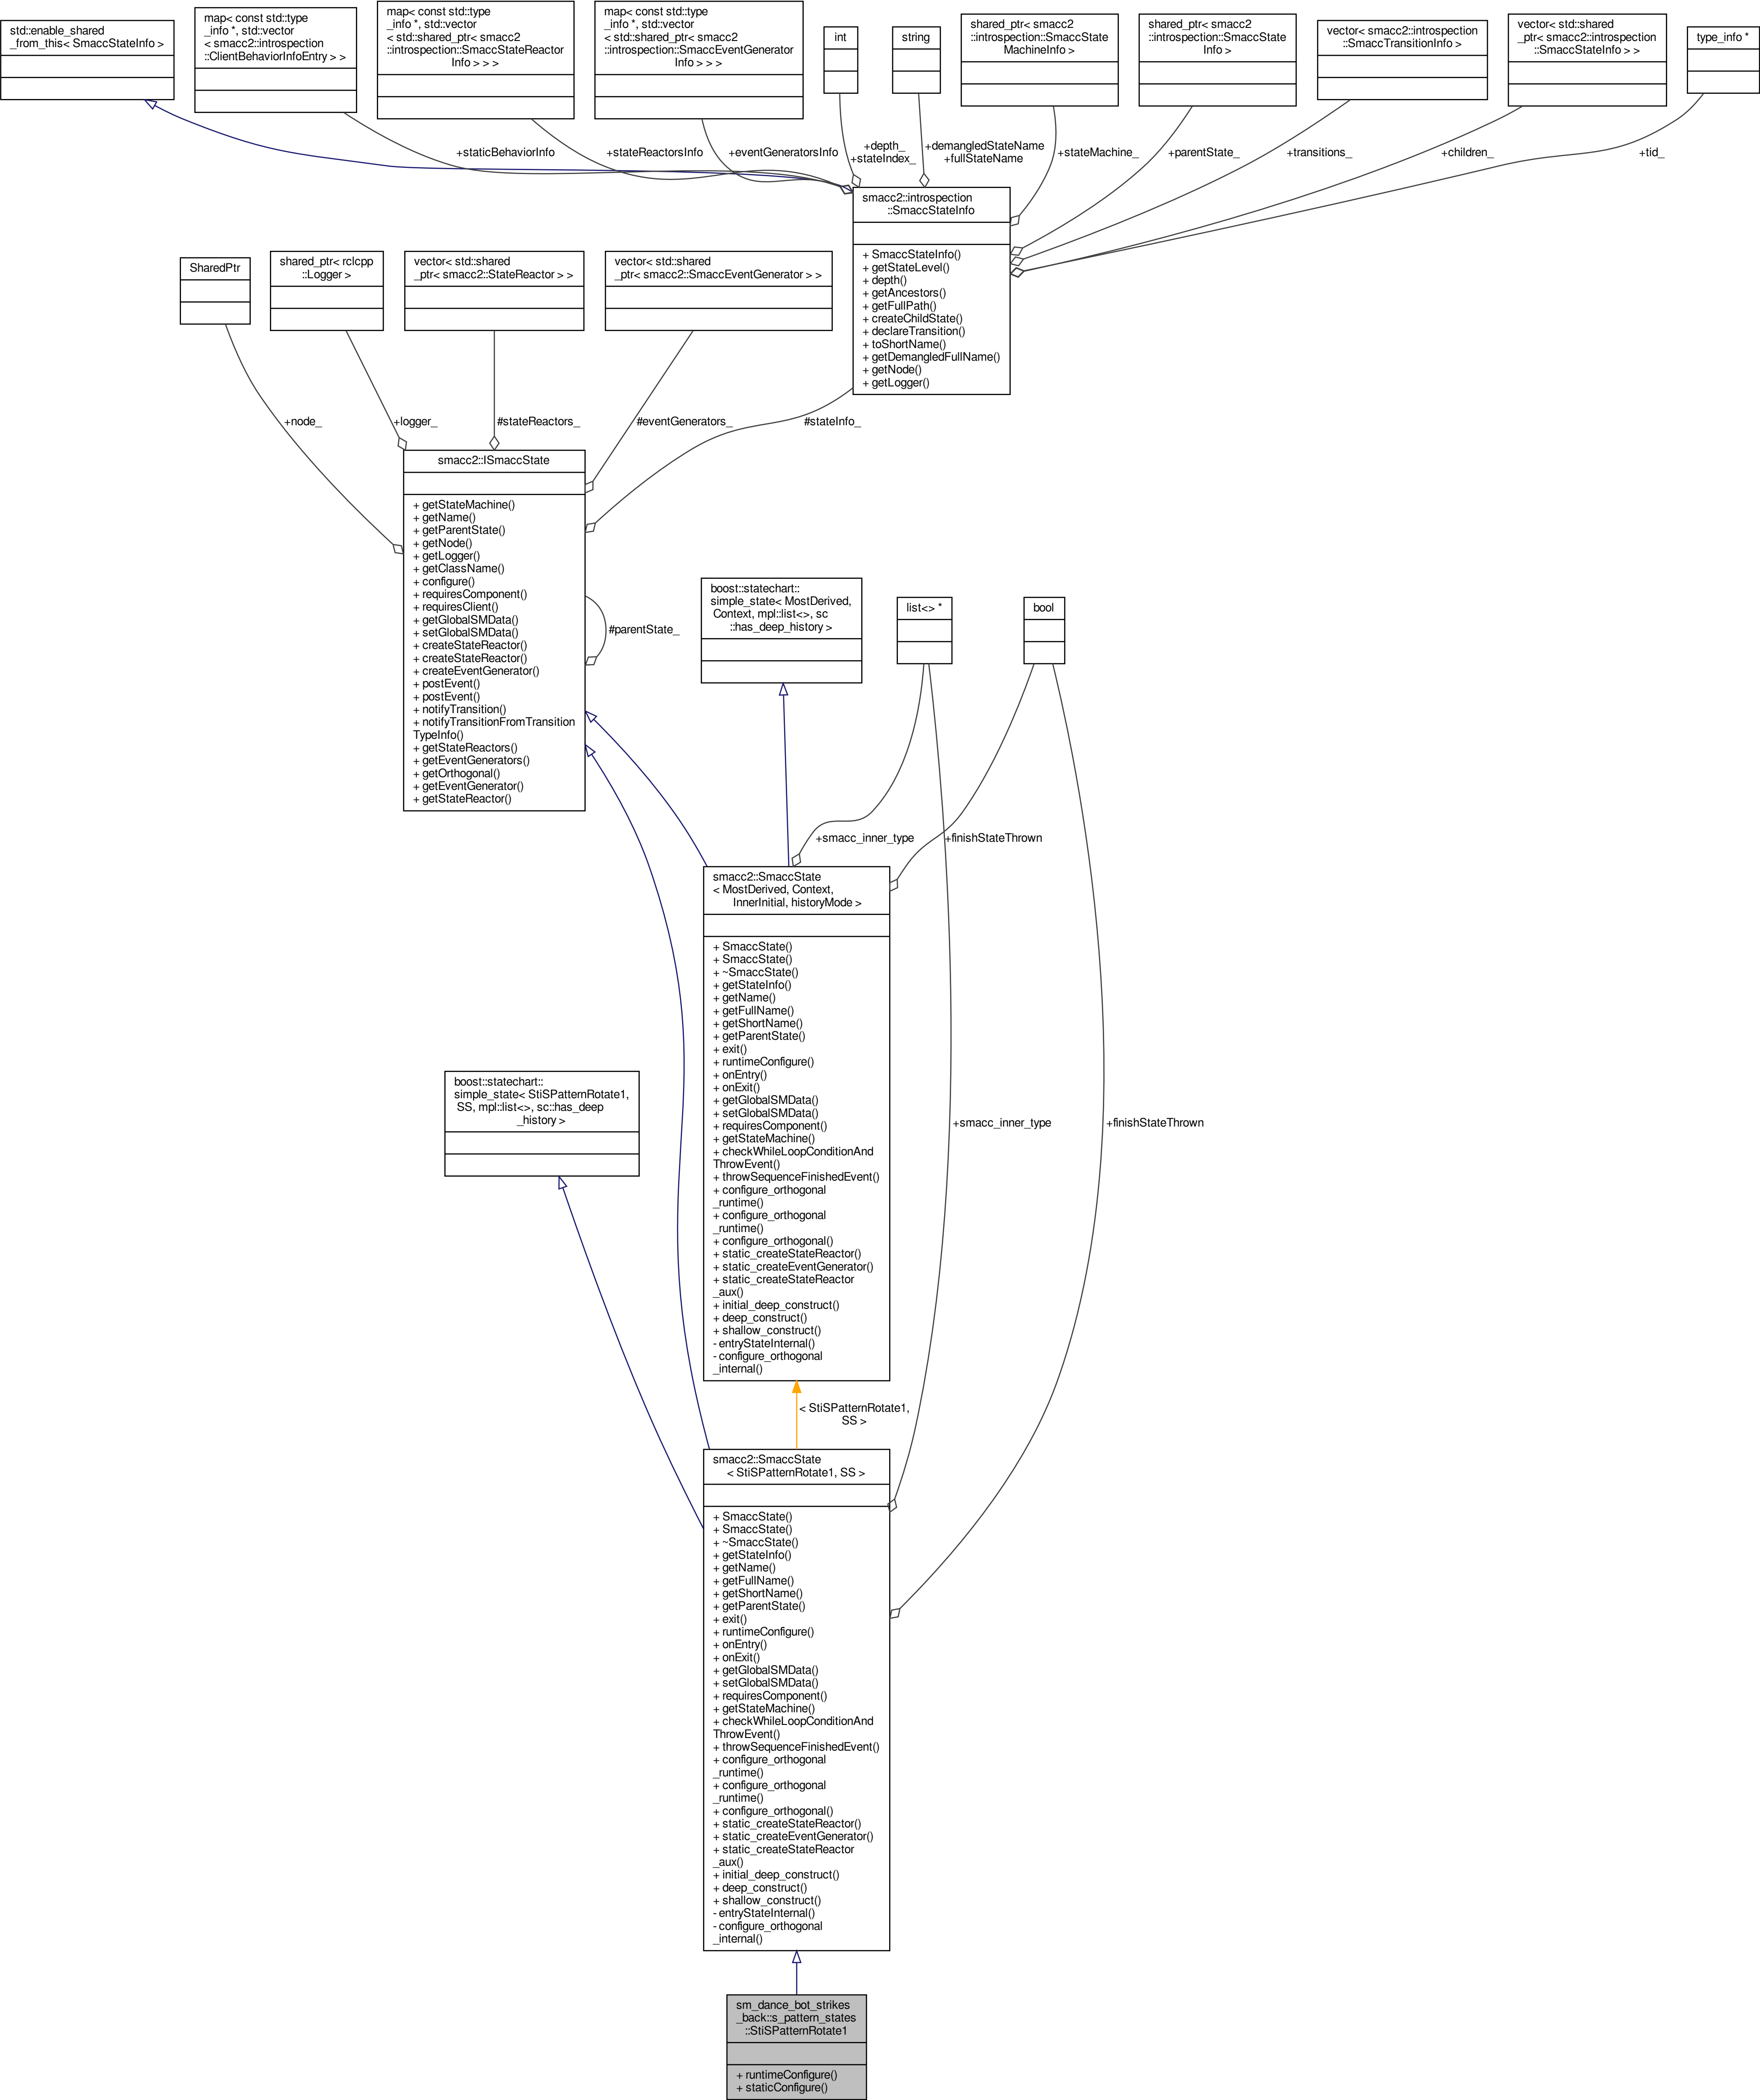 std::enable_shared
_from_this< SmaccStateInfo >
map< const std::type
_info *, std::vector
< smacc2::introspection
::ClientBehaviorInfoEntry > >
map< const std::type
_info *, std::vector
< std::shared_ptr< smacc2
::introspection::SmaccStateReactor
Info > > >
map< const std::type
_info *, std::vector
< std::shared_ptr< smacc2
::introspection::SmaccEventGenerator
Info > > >
int
string
shared_ptr< smacc2
::introspection::SmaccState
MachineInfo >
shared_ptr< smacc2
::introspection::SmaccState
Info >
vector< smacc2::introspection
::SmaccTransitionInfo >
vector< std::shared
_ptr< smacc2::introspection
::SmaccStateInfo > >
type_info *
+staticBehaviorInfo
+stateReactorsInfo
+eventGeneratorsInfo
+depth_
+stateIndex_
+demangledStateName
+fullStateName
+stateMachine_
+parentState_
+transitions_
+children_
+tid_
smacc2::introspection
::SmaccStateInfo
+ SmaccStateInfo()
+ getStateLevel()
+ depth()
+ getAncestors()
+ getFullPath()
+ createChildState()
+ declareTransition()
+ toShortName()
+ getDemangledFullName()
+ getNode()
+ getLogger()
SharedPtr
shared_ptr< rclcpp
::Logger >
vector< std::shared
_ptr< smacc2::StateReactor > >
vector< std::shared
_ptr< smacc2::SmaccEventGenerator > >
+node_
+logger_
#stateReactors_
#eventGenerators_
#stateInfo_
smacc2::ISmaccState
+ getStateMachine()
+ getName()
+ getParentState()
+ getNode()
+ getLogger()
+ getClassName()
+ configure()
+ requiresComponent()
+ requiresClient()
+ getGlobalSMData()
+ setGlobalSMData()
+ createStateReactor()
+ createStateReactor()
+ createEventGenerator()
+ postEvent()
+ postEvent()
+ notifyTransition()
+ notifyTransitionFromTransition
TypeInfo()
+ getStateReactors()
+ getEventGenerators()
+ getOrthogonal()
+ getEventGenerator()
+ getStateReactor()
#parentState_
boost::statechart::
simple_state< MostDerived,
Context, mpl::list<>, sc
::has_deep_history >
list<> *
bool
+smacc_inner_type
+finishStateThrown
smacc2::SmaccState
< MostDerived, Context,
InnerInitial, historyMode >
+ SmaccState()
+ SmaccState()
+ ~SmaccState()
+ getStateInfo()
+ getName()
+ getFullName()
+ getShortName()
+ getParentState()
+ exit()
+ runtimeConfigure()
+ onEntry()
+ onExit()
+ getGlobalSMData()
+ setGlobalSMData()
+ requiresComponent()
+ getStateMachine()
+ checkWhileLoopConditionAnd
ThrowEvent()
+ throwSequenceFinishedEvent()
+ configure_orthogonal
_runtime()
+ configure_orthogonal
_runtime()
+ configure_orthogonal()
+ static_createStateReactor()
+ static_createEventGenerator()
+ static_createStateReactor
_aux()
+ initial_deep_construct()
+ deep_construct()
+ shallow_construct()
- entryStateInternal()
- configure_orthogonal
_internal()
boost::statechart::
simple_state< StiSPatternRotate1,
SS, mpl::list<>, sc::has_deep
_history >
+smacc_inner_type
+finishStateThrown
< StiSPatternRotate1,
SS >
smacc2::SmaccState
< StiSPatternRotate1, SS >
+ SmaccState()
+ SmaccState()
+ ~SmaccState()
+ getStateInfo()
+ getName()
+ getFullName()
+ getShortName()
+ getParentState()
+ exit()
+ runtimeConfigure()
+ onEntry()
+ onExit()
+ getGlobalSMData()
+ setGlobalSMData()
+ requiresComponent()
+ getStateMachine()
+ checkWhileLoopConditionAnd
ThrowEvent()
+ throwSequenceFinishedEvent()
+ configure_orthogonal
_runtime()
+ configure_orthogonal
_runtime()
+ configure_orthogonal()
+ static_createStateReactor()
+ static_createEventGenerator()
+ static_createStateReactor
_aux()
+ initial_deep_construct()
+ deep_construct()
+ shallow_construct()
- entryStateInternal()
- configure_orthogonal
_internal()
sm_dance_bot_strikes
_back::s_pattern_states
::StiSPatternRotate1
+ runtimeConfigure()
+ staticConfigure()